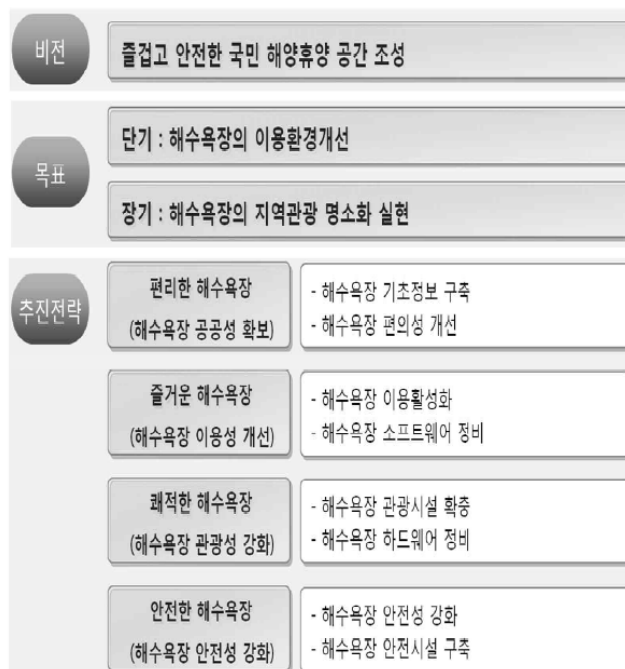 비전
즐겁고 안전한 국민 해양휴양 공간 조성
목표
단기 : 해수욕장의 이용환경개선
장기 : 해수욕장의 지역관광 명소화 실현
추진전략
편리한 해수욕장
(해수욕장 공공성 확보)
- 해수욕장 기초정보 구축
- 해수욕장 편의성 개선
즐거운 해수욕장
(해수욕장 이용성 개선)
- 해수욕장 이용활성화
- 해수욕장 소프트웨어 정비
쾌적한 해수욕장
(해수욕장 관광성 강화)
- 해수욕장 관광시설 확충
- 해수욕장 하드웨어 정비
안전한 해수욕장
(해수욕장 안전성 강화)
- 해수욕장 안전성 강화
- 해수욕장 안전시설 구축